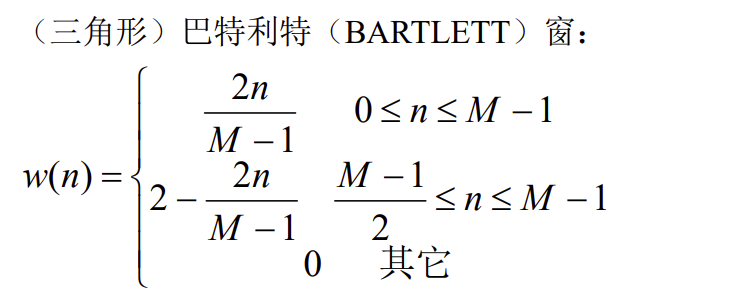 （三角形）巴特利特（BARTLETT）窗：
w(n) = { 2n / (M − 1)    0 ≤ n ≤ M − 1
2 − 2n / (M − 1)    (M − 1) / 2 ≤ n ≤ M − 1
0    其它